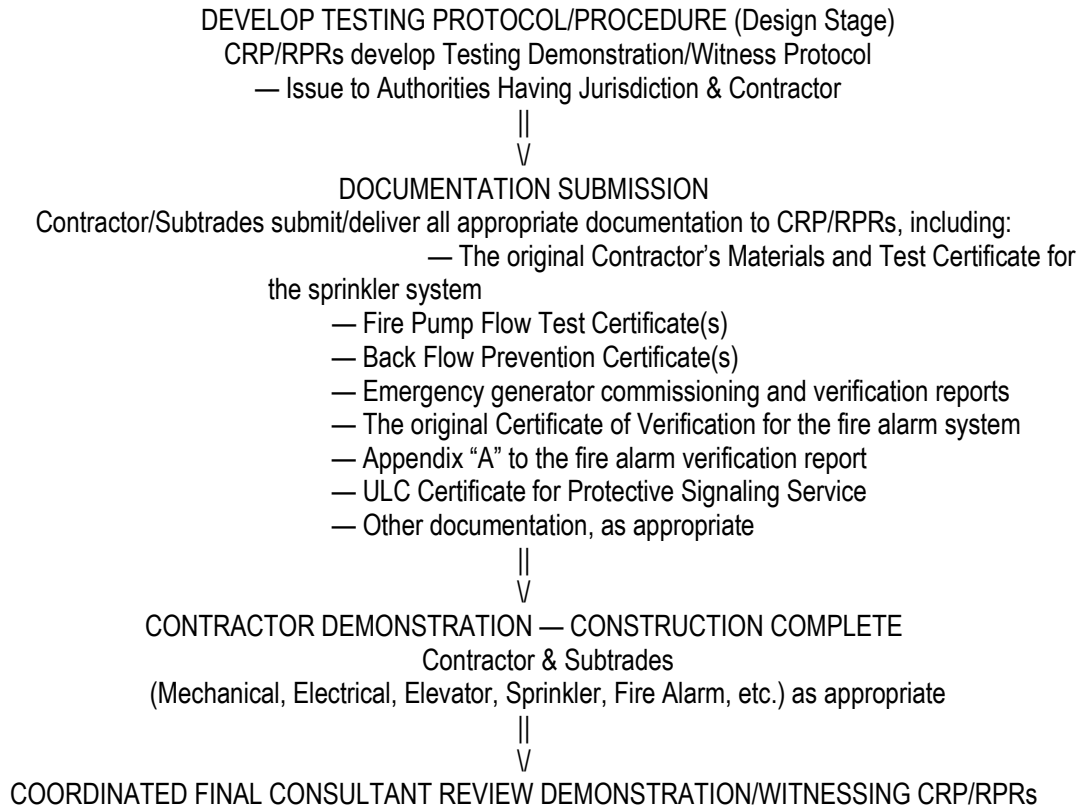 DEVELOP TESTING PROTOCOL/PROCEDURE (Design Stage)
CRP/RPRs develop Testing Demonstration/Witness Protocol
— Issue to Authorities Having Jurisdiction & Contractor
||
\/
DOCUMENTATION SUBMISSION
Contractor/Subtrades submit/deliver all appropriate documentation to CRP/RPRs, including:
— The original Contractor’s Materials and Test Certificate for
the sprinkler system
— Fire Pump Flow Test Certificate(s)
— Back Flow Prevention Certificate(s)
— Emergency generator commissioning and verification reports
— The original Certificate of Verification for the fire alarm system
— Appendix “A” to the fire alarm verification report
— ULC Certificate for Protective Signaling Service
— Other documentation, as appropriate
||
\/
CONTRACTOR DEMONSTRATION — CONSTRUCTION COMPLETE
Contractor & Subtrades
(Mechanical, Electrical, Elevator, Sprinkler, Fire Alarm, etc.) as appropriate
||
\/
COORDINATED FINAL CONSULTANT REVIEW DEMONSTRATION/WITNESSING CRP/RPRs